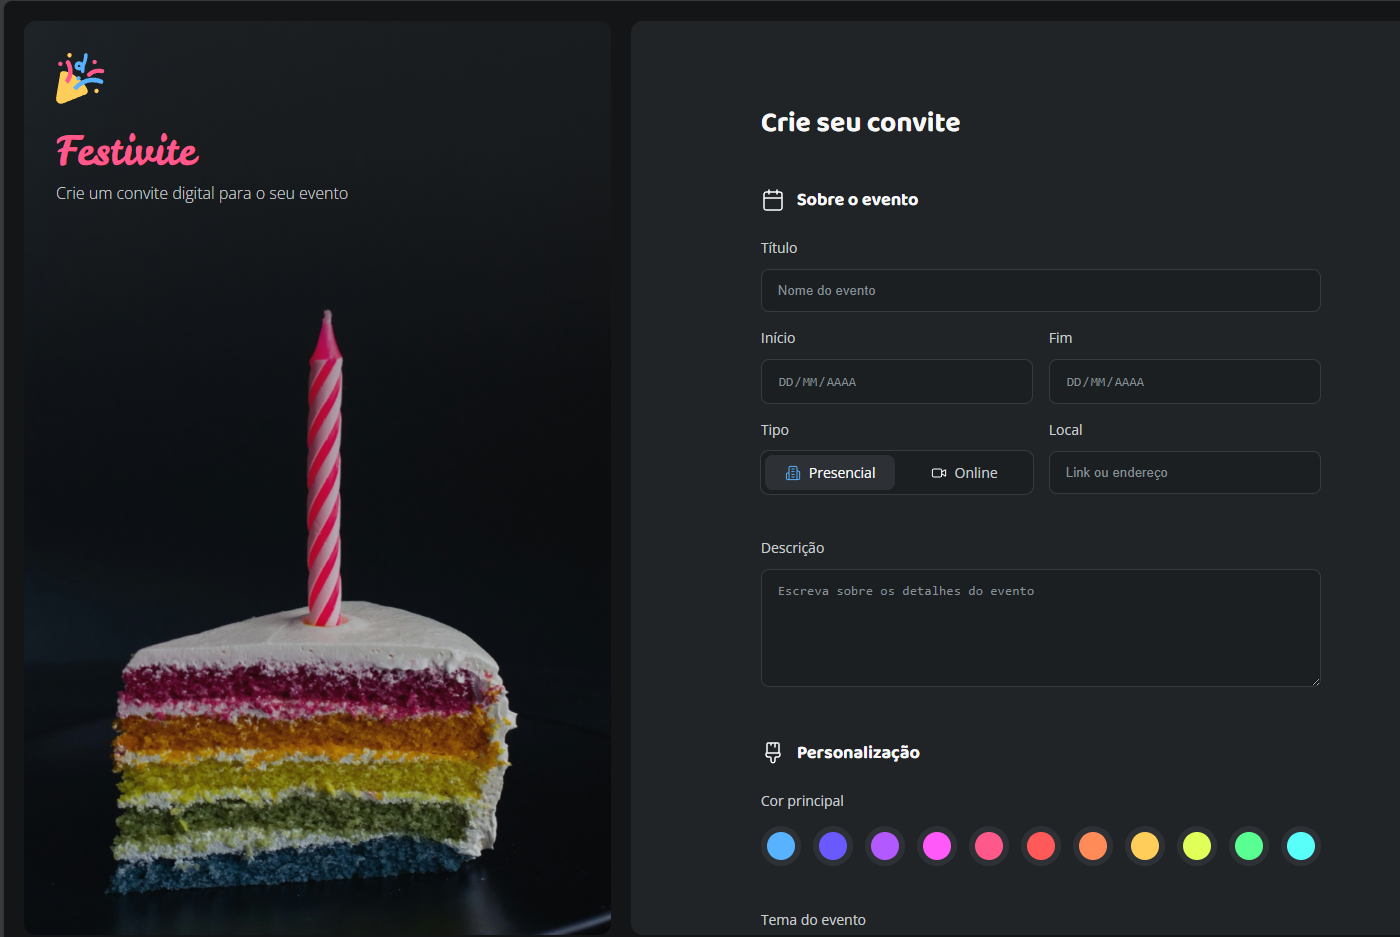 Festivite
Crie um convite digital para o seu evento
Crie seu convite
Sobre o evento
Título
Nome do evento
Início Fim
DD/MM/AAAA DD/MM/AAAA
Tipo Local
Presencial Online Link ou endereço
Descrição
Escreva sobre os detalhes do evento
Personalização
Cor principal
Tema do evento